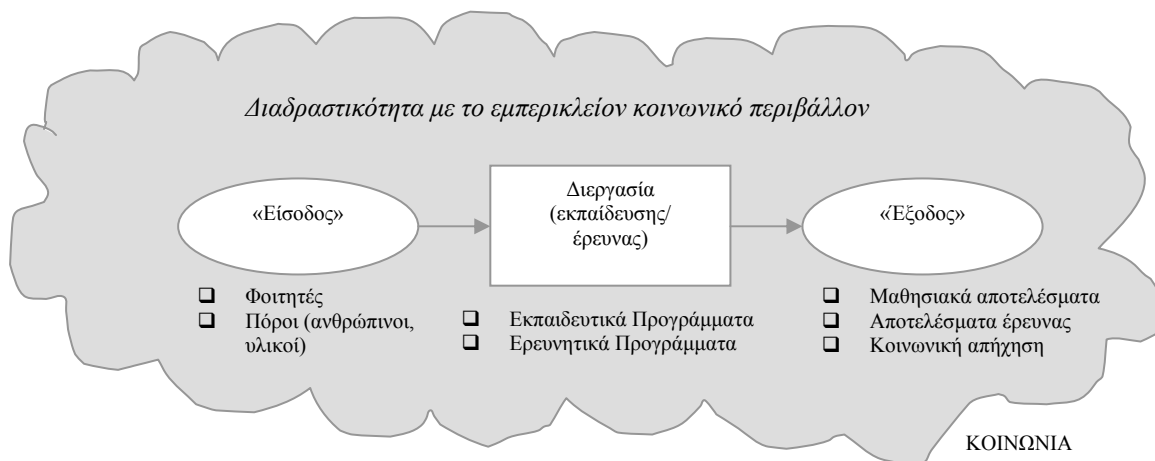 Διαδραστικότητα με το εμπερικλείον κοινωνικό περιβάλλον
«Είσοδος»
Διεργασία
(εκπαίδευσης/
έρευνας)
«Έξοδος»
❑ Φοιτητές
❑ Πόροι (ανθρώπινοι,
υλικοί)
❑ Εκπαιδευτικά Προγράμματα
❑ Ερευνητικά Προγράμματα
❑ Μαθησιακά αποτελέσματα
❑ Αποτελέσματα έρευνας
❑ Κοινωνική απήχηση
ΚΟΙΝΩΝΙΑ